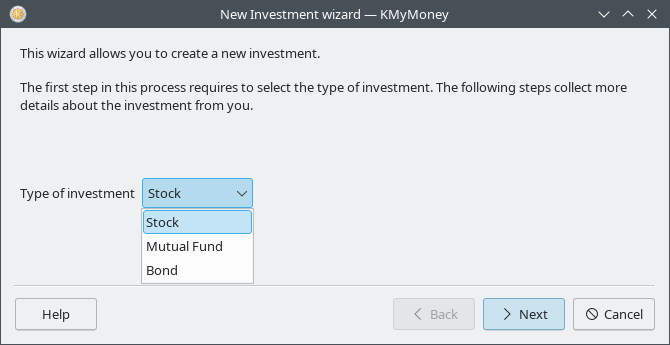 New Investment wizard — KMyMoney
This wizard allows you to create a new investment.
The first step in this process requires to select the type of investment. The following steps collect more
details about the investment from you.
Type of investment Stock
Stock
Mutual Fund
Bond
Help Back Next Cancel